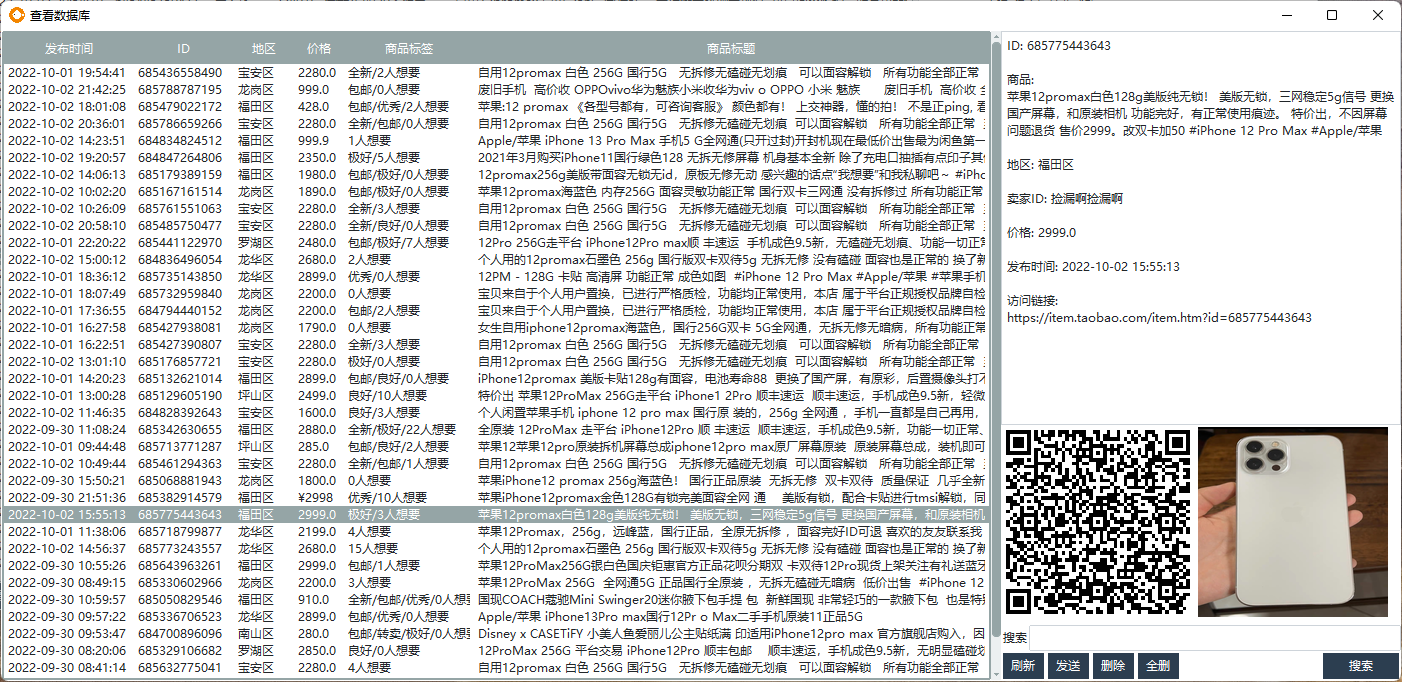 查看数据库
发布时间 ID 地区 价格 商品标签 商品标题
2022-10-01 19:54:41 685436558490 宝安区 2280.0 全新/2人想要 自用12promax 白色 256G 国行5G 无拆修无磕碰无划痕 可以面容解锁 所有功能全部正常
2022-10-02 21:42:25 685788787195 龙岗区 999.0 包邮/0人想要 废旧手机 高价收 OPPOvivo华为魅族小米收华为viv o OPPO 小米 魅族 废旧手机 高价收 全
2022-10-02 18:01:08 685479022172 福田区 428.0 包邮/优秀/2人想要 苹果:12 promax 《各型号都有，可咨询客服》 颜色都有！ 上交神器，懂的拍！ 不是正ping, 看
2022-10-02 20:36:01 685786659266 宝安区 2280.0 全新/包邮/0人想要 自用12promax 白色 256G 国行5G 无拆修无磕碰无划痕 可以面容解锁 所有功能全部正常
2022-10-02 14:23:51 684834824512 福田区 999.9 1人想要 Apple/苹果 iPhone 13 Pro Max 手机5 G全网通(只开过封)开封机现在最低价出售最为闲鱼第一
2022-10-02 19:20:57 684847264806 福田区 2350.0 极好/5人想要 2021年3月购买iPhone11国行绿色128 无拆无修屏幕 机身基本全新 除了充电口抽插有点印子其
2022-10-02 14:06:13 685179389159 福田区 1980.0 包邮/极好/0人想要 12promax256g美版带面容锁无id，原板无修无动 感兴趣的话点“我想要”和我私聊吧～ #iPho
2022-10-02 10:02:20 685167161514 龙岗区 1890.0 包邮/极好/0人想要 苹果12promax海蓝色 内存256G 面容灵敏功能正常 国行双卡三网通 没有拆修过 所有功能正常
2022-10-02 10:26:09 685761551063 宝安区 2280.0 全新/3人想要 自用12promax 白色 256G 国行5G 无拆修无磕碰无划痕 可以面容解锁 所有功能全部正常
2022-10-02 20:58:10 685485750477 宝安区 2280.0 全新/良好/0人想要 自用12promax 白色 256G 国行5G 无拆修无磕碰无划痕 可以面容解锁 所有功能全部正常
2022-10-01 22:20:22 685441122970 罗湖区 2480.0 包邮/极好/7人想要 12Pro 256G走平台 iPhone12Pro max顺 丰速运 手机成色9.5新，无磕碰无划痕、功能一切正常
2022-10-02 15:00:12 684836496054 龙华区 2680.0 2人想要 个人用的12promax石墨色 256g 国行版双卡双待5g 无拆无修 没有磕碰 面容也是正常的 换了新
2022-10-01 18:36:12 685735143850 龙华区 2899.0 优秀/0人想要 12PM - 128G 卡贴 高清屏 功能正常 成色如图 #iPhone 12 Pro Max #Apple/苹果 #苹果手机
2022-10-01 18:07:49 685732959840 龙岗区 2200.0 0人想要 宝贝来自于个人用户置换，已进行严格质检，功能均正常使用，本店 属于平台正规授权品牌自检
2022-10-01 17:36:55 684794440152 龙岗区 2200.0 包邮/2人想要 宝贝来自于个人用户置换，已进行严格质检，功能均正常使用，本店 属于平台正规授权品牌自检
2022-10-01 16:27:58 685427938081 龙岗区 1790.0 0人想要 女生自用iphone12promax海蓝色，国行256G双卡 5G全网通，无拆无修无暗病，所有功能正常
2022-10-01 16:22:51 685427390807 宝安区 2280.0 全新/3人想要 自用12promax 白色 256G 国行5G 无拆修无磕碰无划痕 可以面容解锁 所有功能全部正常
2022-10-02 13:01:10 685176857721 宝安区 2280.0 极好/0人想要 自用12promax 白色 256G 国行5G 无拆修无磕碰无划痕 可以面容解锁 所有功能全部正常
2022-10-01 14:20:23 685132621014 福田区 2899.0 包邮/良好/0人想要 iPhone12promax 美版卡贴128g有面容，电池寿命88 更换了国产屏，有原彩，后置摄像头打不
2022-10-01 13:00:28 685129605190 坪山区 2499.0 良好/10人想要 特价出 苹果12ProMax 256G走平台 iPhone1 2Pro 顺丰速运 顺丰速运，手机成色9.5新，轻微
2022-10-02 11:46:35 684828392643 宝安区 1600.0 良好/3人想要 个人闲置苹果手机 iphone 12 pro max 国行原 装的，256g 全网通 ，手机一直都是自己再用，
2022-09-30 11:08:24 685342630655 福田区 2880.0 全新/极好/22人想要 全原装 12ProMax 走平台 iPhone12Pro 顺 丰速运 顺丰速运，手机成色9.5新，功能一切正常、
2022-10-01 09:44:48 685713771287 坪山区 285.0 包邮/良好/2人想要 苹果12苹果12pro原装拆机屏幕总成iphone12pro max原厂屏幕原装 原装屏幕总成，装机即可
2022-10-02 10:49:44 685461294363 宝安区 2280.0 全新/包邮/1人想要 自用12promax 白色 256G 国行5G 无拆修无磕碰无划痕 可以面容解锁 所有功能全部正常
2022-09-30 15:50:21 685068881943 龙岗区 1800.0 0人想要 苹果iPhone12 promax 256g海蓝色！ 国行正品原装 无拆无修 双卡双待 质量保证 几乎全新
2022-09-30 21:51:36 685382914579 福田区 ¥2998 优秀/10人想要 苹果iPhone12promax金色128G有锁完美面容全网 通 美版有锁，配合卡贴进行tmsi解锁，同
2022-10-02 15:55:13 685775443643 福田区 2999.0 极好/3人想要 苹果12promax白色128g美版纯无锁！ 美版无锁，三网稳定5g信号 更换国产屏幕，和原装相机
2022-10-01 11:38:06 685718799877 龙华区 2199.0 4人想要 苹果12Promax，256g，远峰蓝，国行正品，全原无拆修 ，面容完好ID可退 喜欢的友友联系我
2022-10-02 14:56:37 685773243557 龙华区 2680.0 15人想要 个人用的12promax石墨色 256g 国行版双卡双待5g 无拆无修 没有磕碰 面容也是正常的 换了新
2022-09-30 10:55:26 685643963261 福田区 2999.0 包邮/1人想要 苹果12ProMax256G银白色国庆钜惠官方正品花呗分期双 卡双待12Pro现货上架关注有礼送蓝牙
2022-09-30 08:49:15 685330602966 龙岗区 2200.0 3人想要 苹果12ProMax 256G 全网通5G 正品国行全原装 ，无拆无磕碰无暗病 低价出售 #iPhone 12
2022-09-30 10:59:57 685050829546 福田区 910.0 全新/包邮/优秀/0人想要 国现COACH蔻驰Mini Swinger20迷你腋下包手提 包 新鲜国现 非常轻巧的一款腋下包 也是特别
2022-09-30 09:57:22 685336706523 龙华区 2899.0 包邮/优秀/0人想要 Apple/苹果 iPhone13Pro max国行12Pr o Max二手手机原装11正品5G
2022-09-30 09:53:47 684700896096 南山区 280.0 包邮/转卖/极好/0人想要 Disney x CASETiFY 小美人鱼爱丽儿公主贴纸满 印适用iPhone12pro max 官方旗舰店购入，因
2022-09-30 08:20:06 685329106682 罗湖区 2850.0 良好/0人想要 12ProMax 256G 平台交易 iPhone12Pro 顺丰包邮 顺丰速运，手机成色9.5新，无明显磕碰划
2022-09-30 08:41:14 685632775041 宝安区 2280.0 4人想要 自用12promax 白色 256G 国行5G 无拆修无磕碰无划痕 可以面容解锁 所有功能全部正常
ID: 685775443643
商品:
苹果12promax白色128g美版纯无锁！ 美版无锁，三网稳定5g信号 更换
国产屏幕，和原装相机 功能完好，有正常使用痕迹。 特价出，不因屏幕
问题退货 售价2999。改双卡加50 #iPhone 12 Pro Max #Apple/苹果
地区: 福田区
卖家ID: 捡漏啊捡漏啊
价格: 2999.0
发布时间: 2022-10-02 15:55:13
访问链接:
https://item.taobao.com/item.htm?id=685775443643
搜索
刷新 发送 删除 全删 搜索